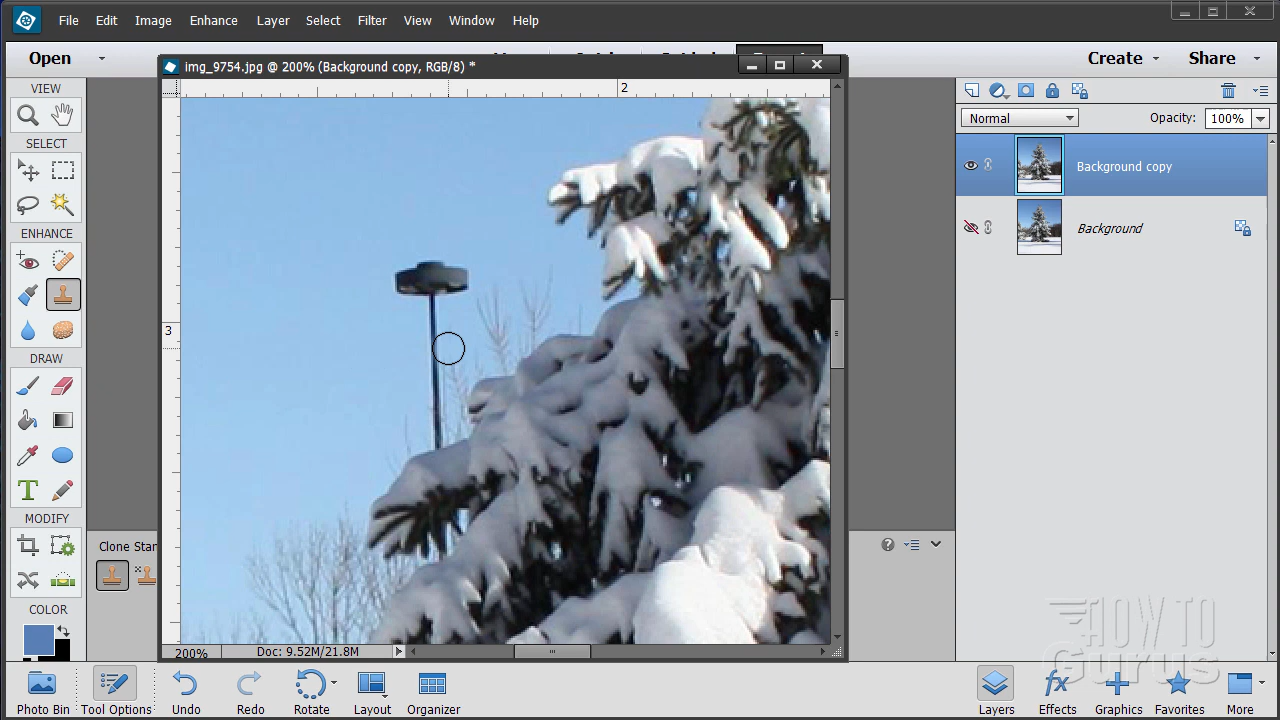 File Edit Image Enhance Layer Select Filter View Window Help
Open
Create
Share
img_9754.jpg @ 200% (Background copy, RGB/8) *
VIEW
SELECT
ENHANCE
DRAW
MODIFY
COLOR
2
3
Normal
Opacity: 100%
Background copy
Background
Clone Star
200%
Doc: 9.52M/21.8M
HOW TO
Gurus
Photo Bin
Tool Options
Undo
Redo
Rotate
Layout
Organizer
Layers
Effects
Graphics
Favorites
More